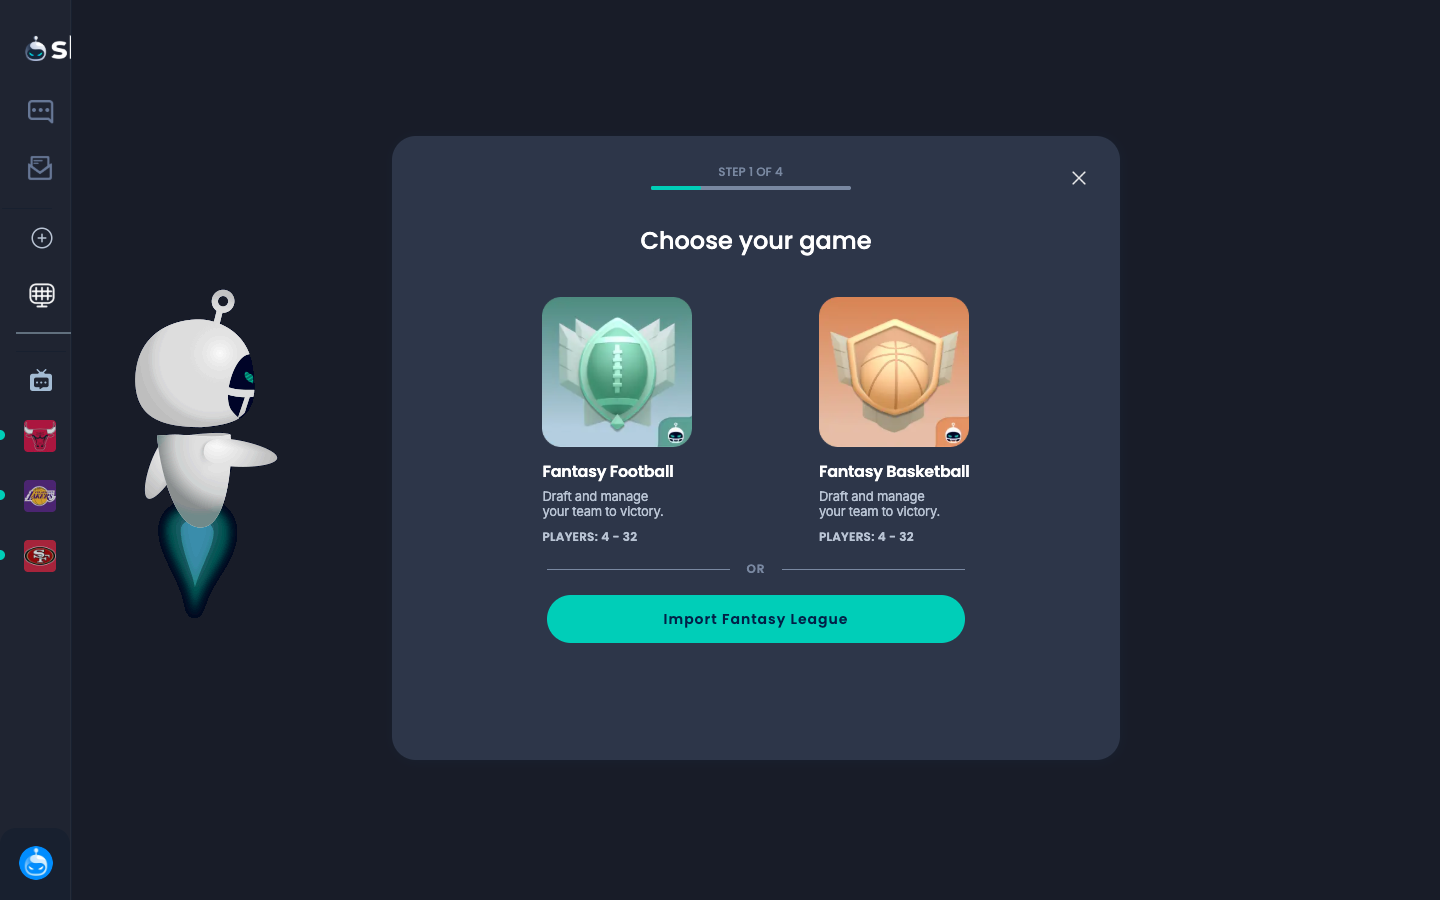 STEP 1 OF 4
Choose your game
Fantasy Football
Draft and manage
your team to victory.
PLAYERS: 4 - 32
Fantasy Basketball
Draft and manage
your team to victory.
PLAYERS: 4 - 32
OR
Import Fantasy League